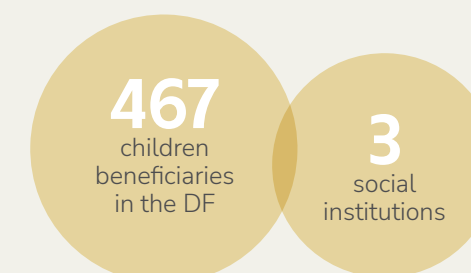 467
children
beneficiaries
in the DF
3
social
institutions